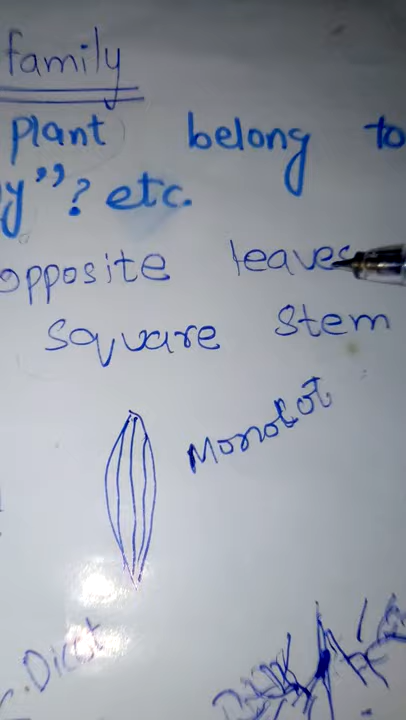 family
plant belong to
y"? etc.
opposite leaves
square stem
Monocot
Dicot